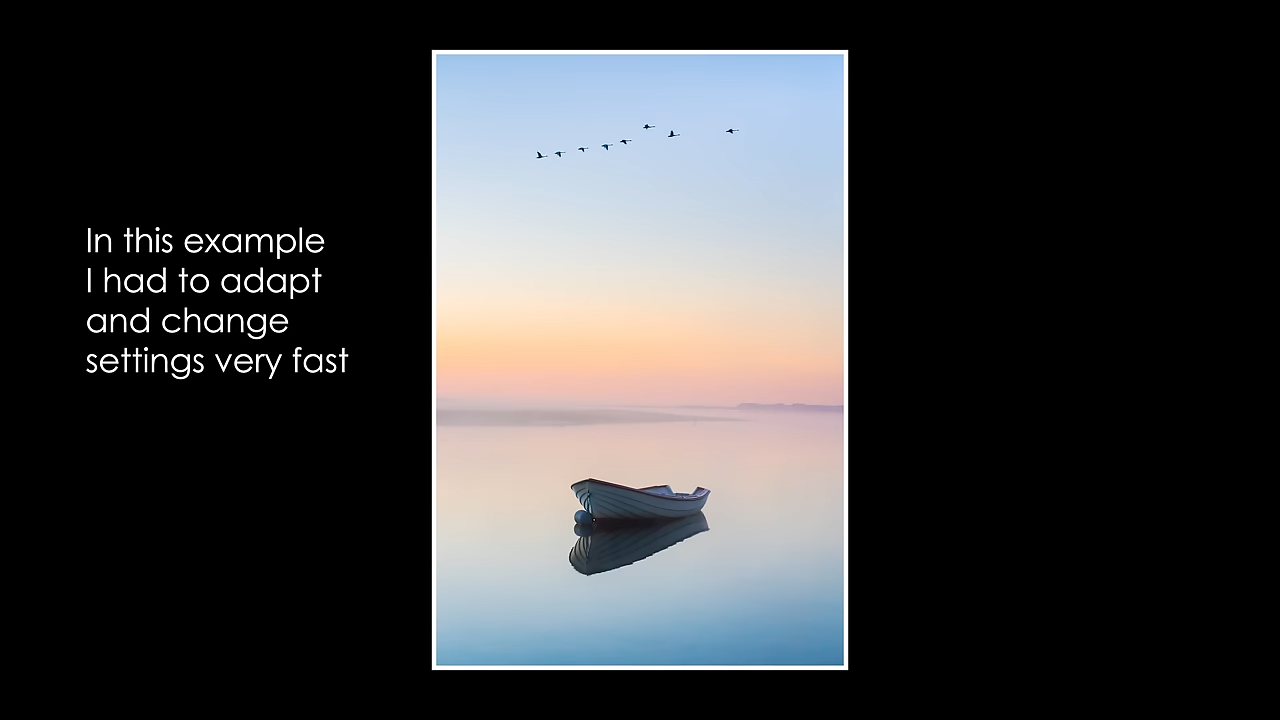 In this example
I had to adapt
and change
settings very fast